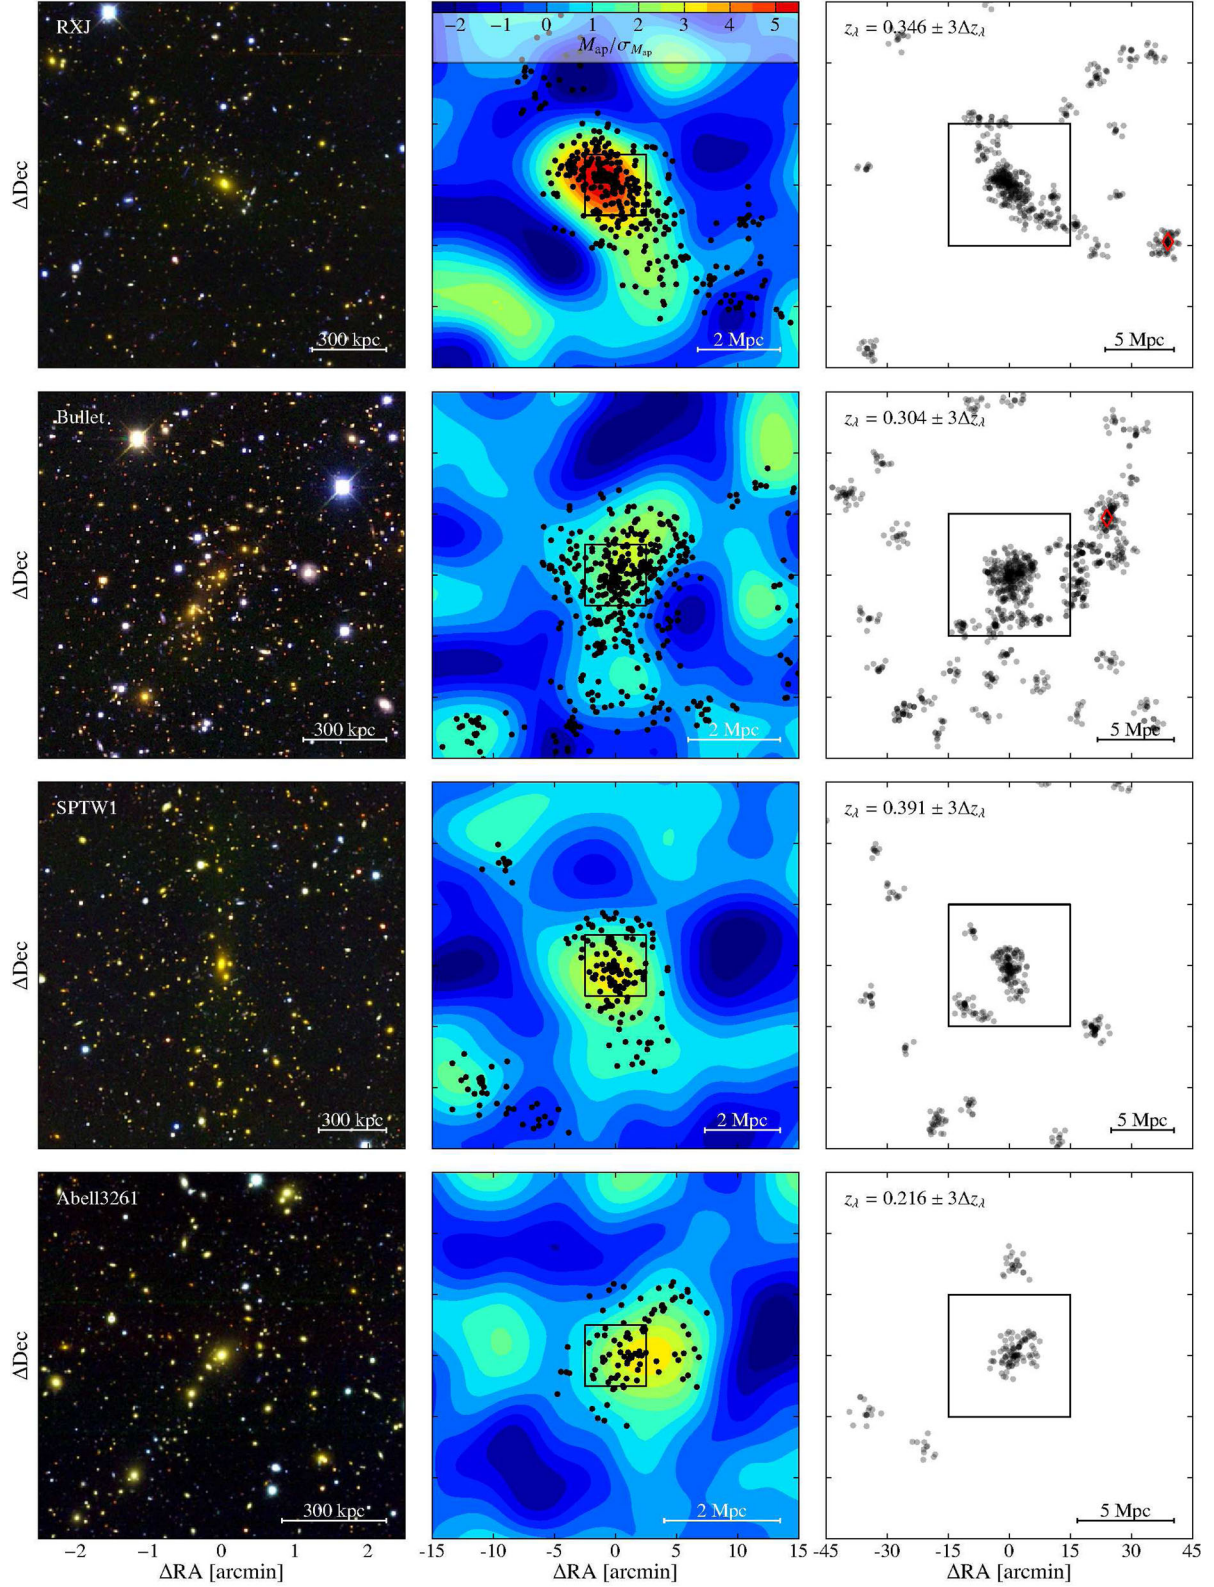 RXJ
−2 −1 0 1 2 3 4 5
M_ap/σ_M_ap
z_λ = 0.346 ± 3Δz_λ
ΔDec
300 kpc
2 Mpc
5 Mpc
Bullet
z_λ = 0.304 ± 3Δz_λ
ΔDec
300 kpc
2 Mpc
5 Mpc
SPTW1
z_λ = 0.391 ± 3Δz_λ
ΔDec
300 kpc
2 Mpc
5 Mpc
Abell3261
z_λ = 0.216 ± 3Δz_λ
ΔDec
300 kpc
2 Mpc
5 Mpc
−2 −1 0 1 2
-15 -10 -5 0 5 10 15
-45 -30 -15 0 15 30 45
ΔRA [arcmin]
ΔRA [arcmin]
ΔRA [arcmin]